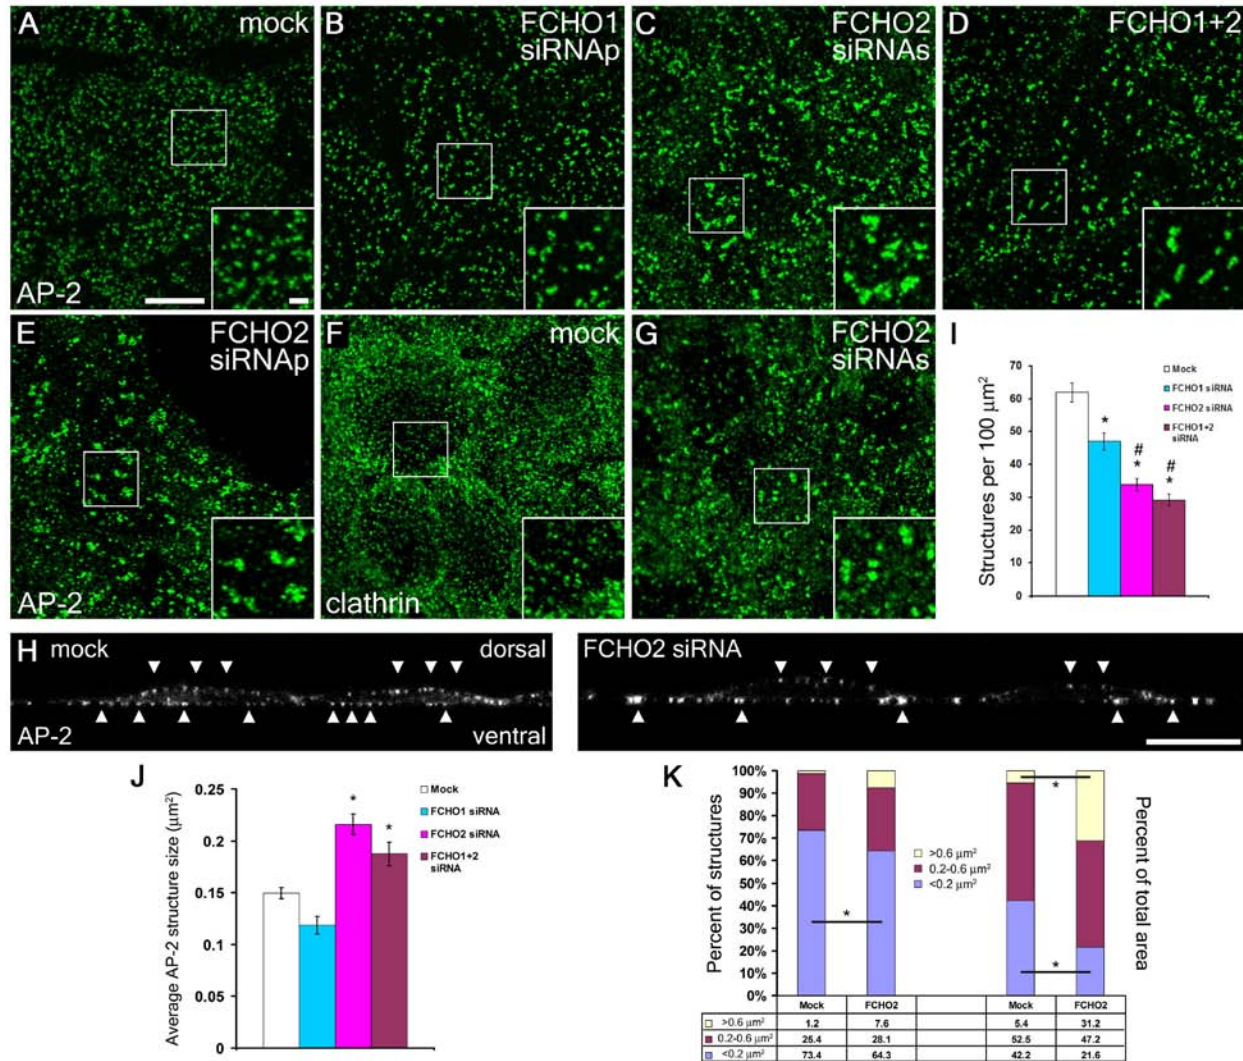 A mock
B FCHO1 siRNAp
C FCHO2 siRNAs
D FCHO1+2
AP-2
E FCHO2 siRNAp
F mock
G FCHO2 siRNAs
AP-2
clathrin
I
70
60
50
40
30
20
10
0
Structures per 100 μm²
Mock
FCHO1 siRNA
FCHO2 siRNA
FCHO1+2
siRNA
*
#
*
#
*
H mock dorsal
AP-2 ventral
FCHO2 siRNA
J
0.25
0.2
0.15
0.1
0.05
0
Average AP-2 structure size (μm²)
Mock
FCHO1 siRNA
FCHO2 siRNA
FCHO1+2
siRNA
*
*
K
100%
90%
80%
70%
60%
50%
40%
30%
20%
10%
0%
Percent of structures
>0.6 μm²
0.2-0.6 μm²
<0.2 μm²
*
*
*
Percent of total area
Mock FCHO2 Mock FCHO2
>0.6 μm² 1.2 7.6 5.4 31.2
0.2-0.6 μm² 25.4 28.1 52.5 47.2
<0.2 μm² 73.4 64.3 42.2 21.6